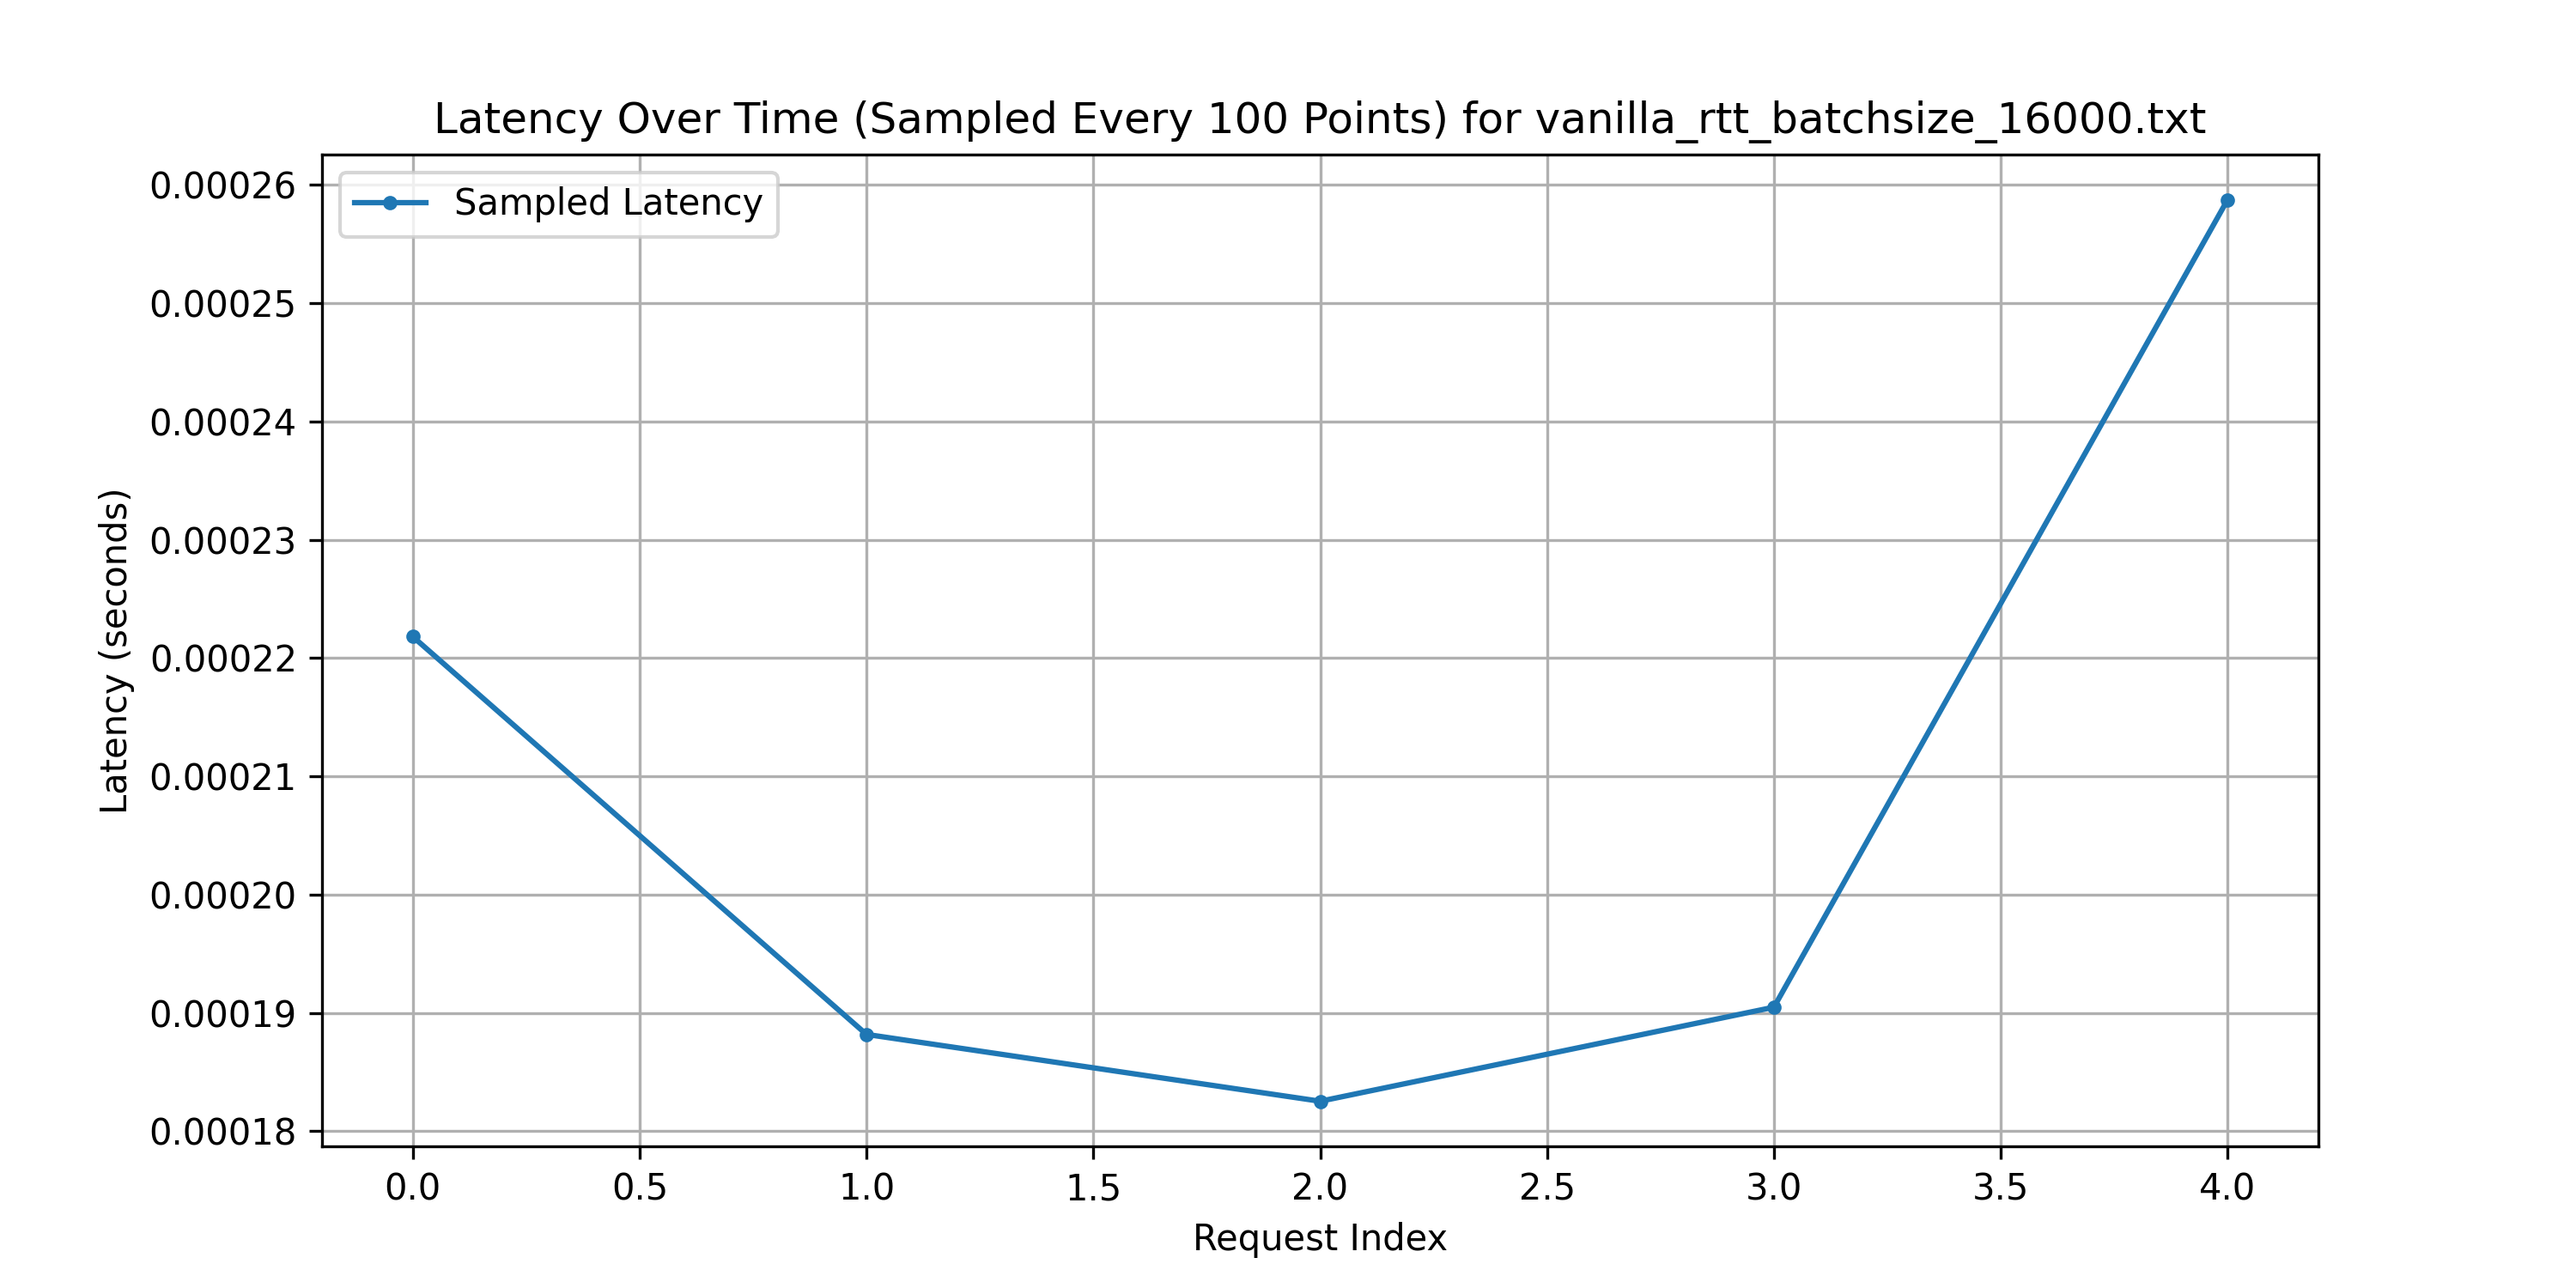 Latency Over Time (Sampled Every 100 Points) for vanilla_rtt_batchsize_16000.txt
Sampled Latency
0.00026
0.00025
0.00024
0.00023
0.00022
0.00021
0.00020
0.00019
0.00018
Latency (seconds)
0.0 0.5 1.0 1.5 2.0 2.5 3.0 3.5 4.0
Request Index